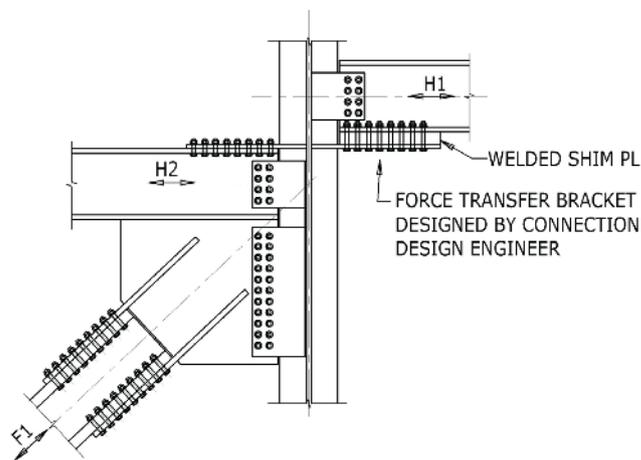 H1
WELDED SHIM PL
H2
FORCE TRANSFER BRACKET
DESIGNED BY CONNECTION
DESIGN ENGINEER
F1